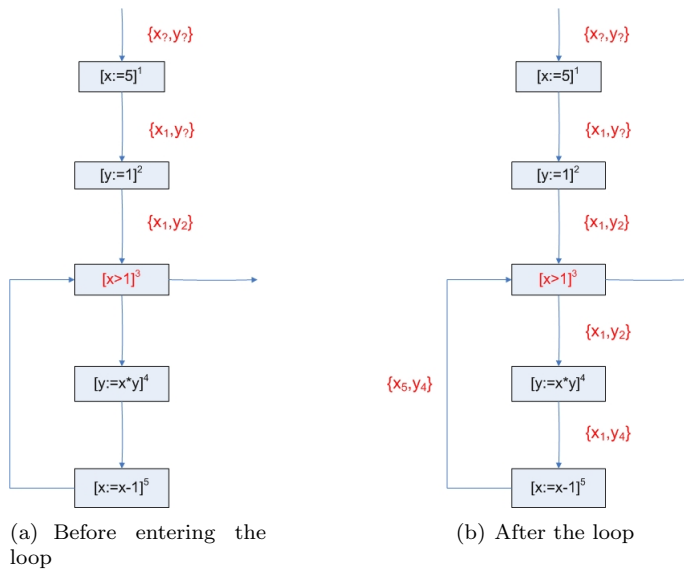 {x?,y?}
[x:=5]¹
{x₁,y?}
[y:=1]²
{x₁,y₂}
[x>1]³
[y:=x*y]⁴
[x:=x-1]⁵
(a) Before entering the
loop
{x?,y?}
[x:=5]¹
{x₁,y?}
[y:=1]²
{x₁,y₂}
[x>1]³
{x₁,y₂}
[y:=x*y]⁴
{x₅,y₄}
{x₁,y₄}
[x:=x-1]⁵
(b) After the loop